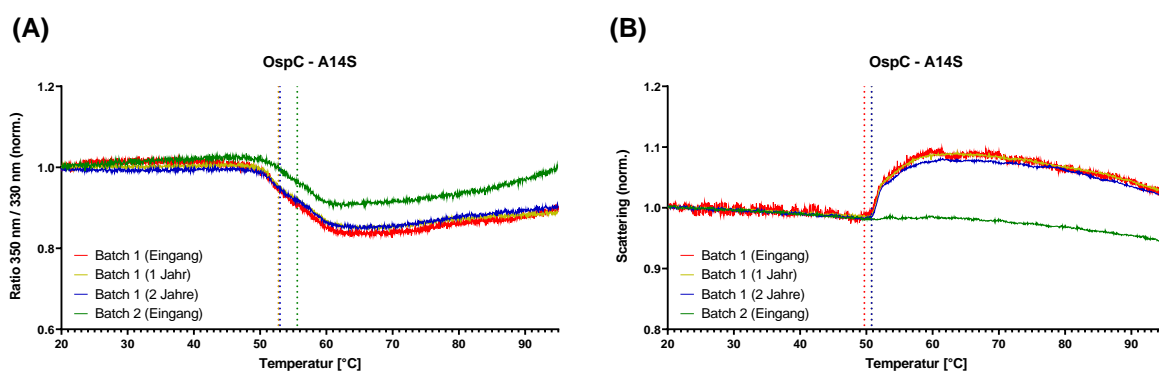 (A)
OspC - A14S
Ratio 350 nm / 330 nm (norm.)
1.2
1.0
0.8
0.6
Batch 1 (Eingang)
Batch 1 (1 Jahr)
Batch 1 (2 Jahre)
Batch 2 (Eingang)
20 30 40 50 60 70 80 90
Temperatur [°C]
(B)
OspC - A14S
Scattering (norm.)
1.2
1.1
1.0
0.9
0.8
Batch 1 (Eingang)
Batch 1 (1 Jahr)
Batch 1 (2 Jahre)
Batch 2 (Eingang)
20 30 40 50 60 70 80 90
Temperatur [°C]